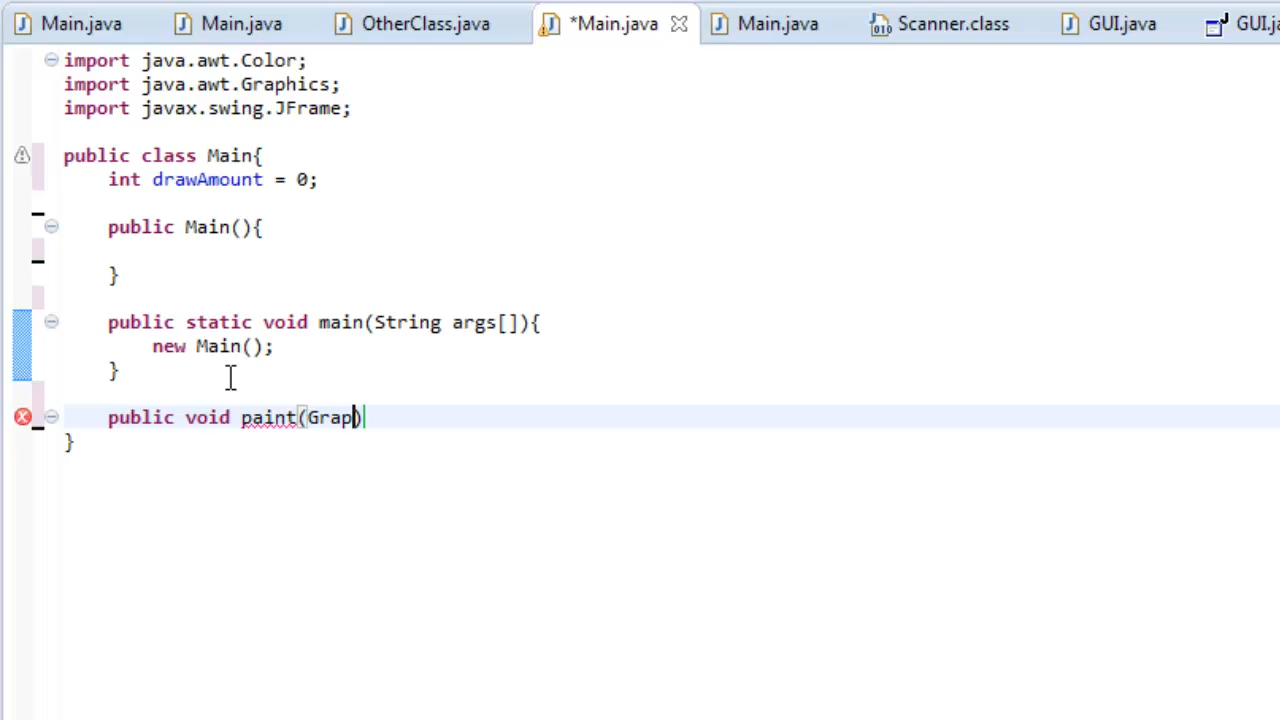 Main.java Main.java OtherClass.java *Main.java Main.java Scanner.class GUI.java GUI.ja
import java.awt.Color;
import java.awt.Graphics;
import javax.swing.JFrame;
public class Main{
int drawAmount = 0;
public Main(){
}
public static void main(String args[]){
new Main();
}
public void paint(Grap)
}